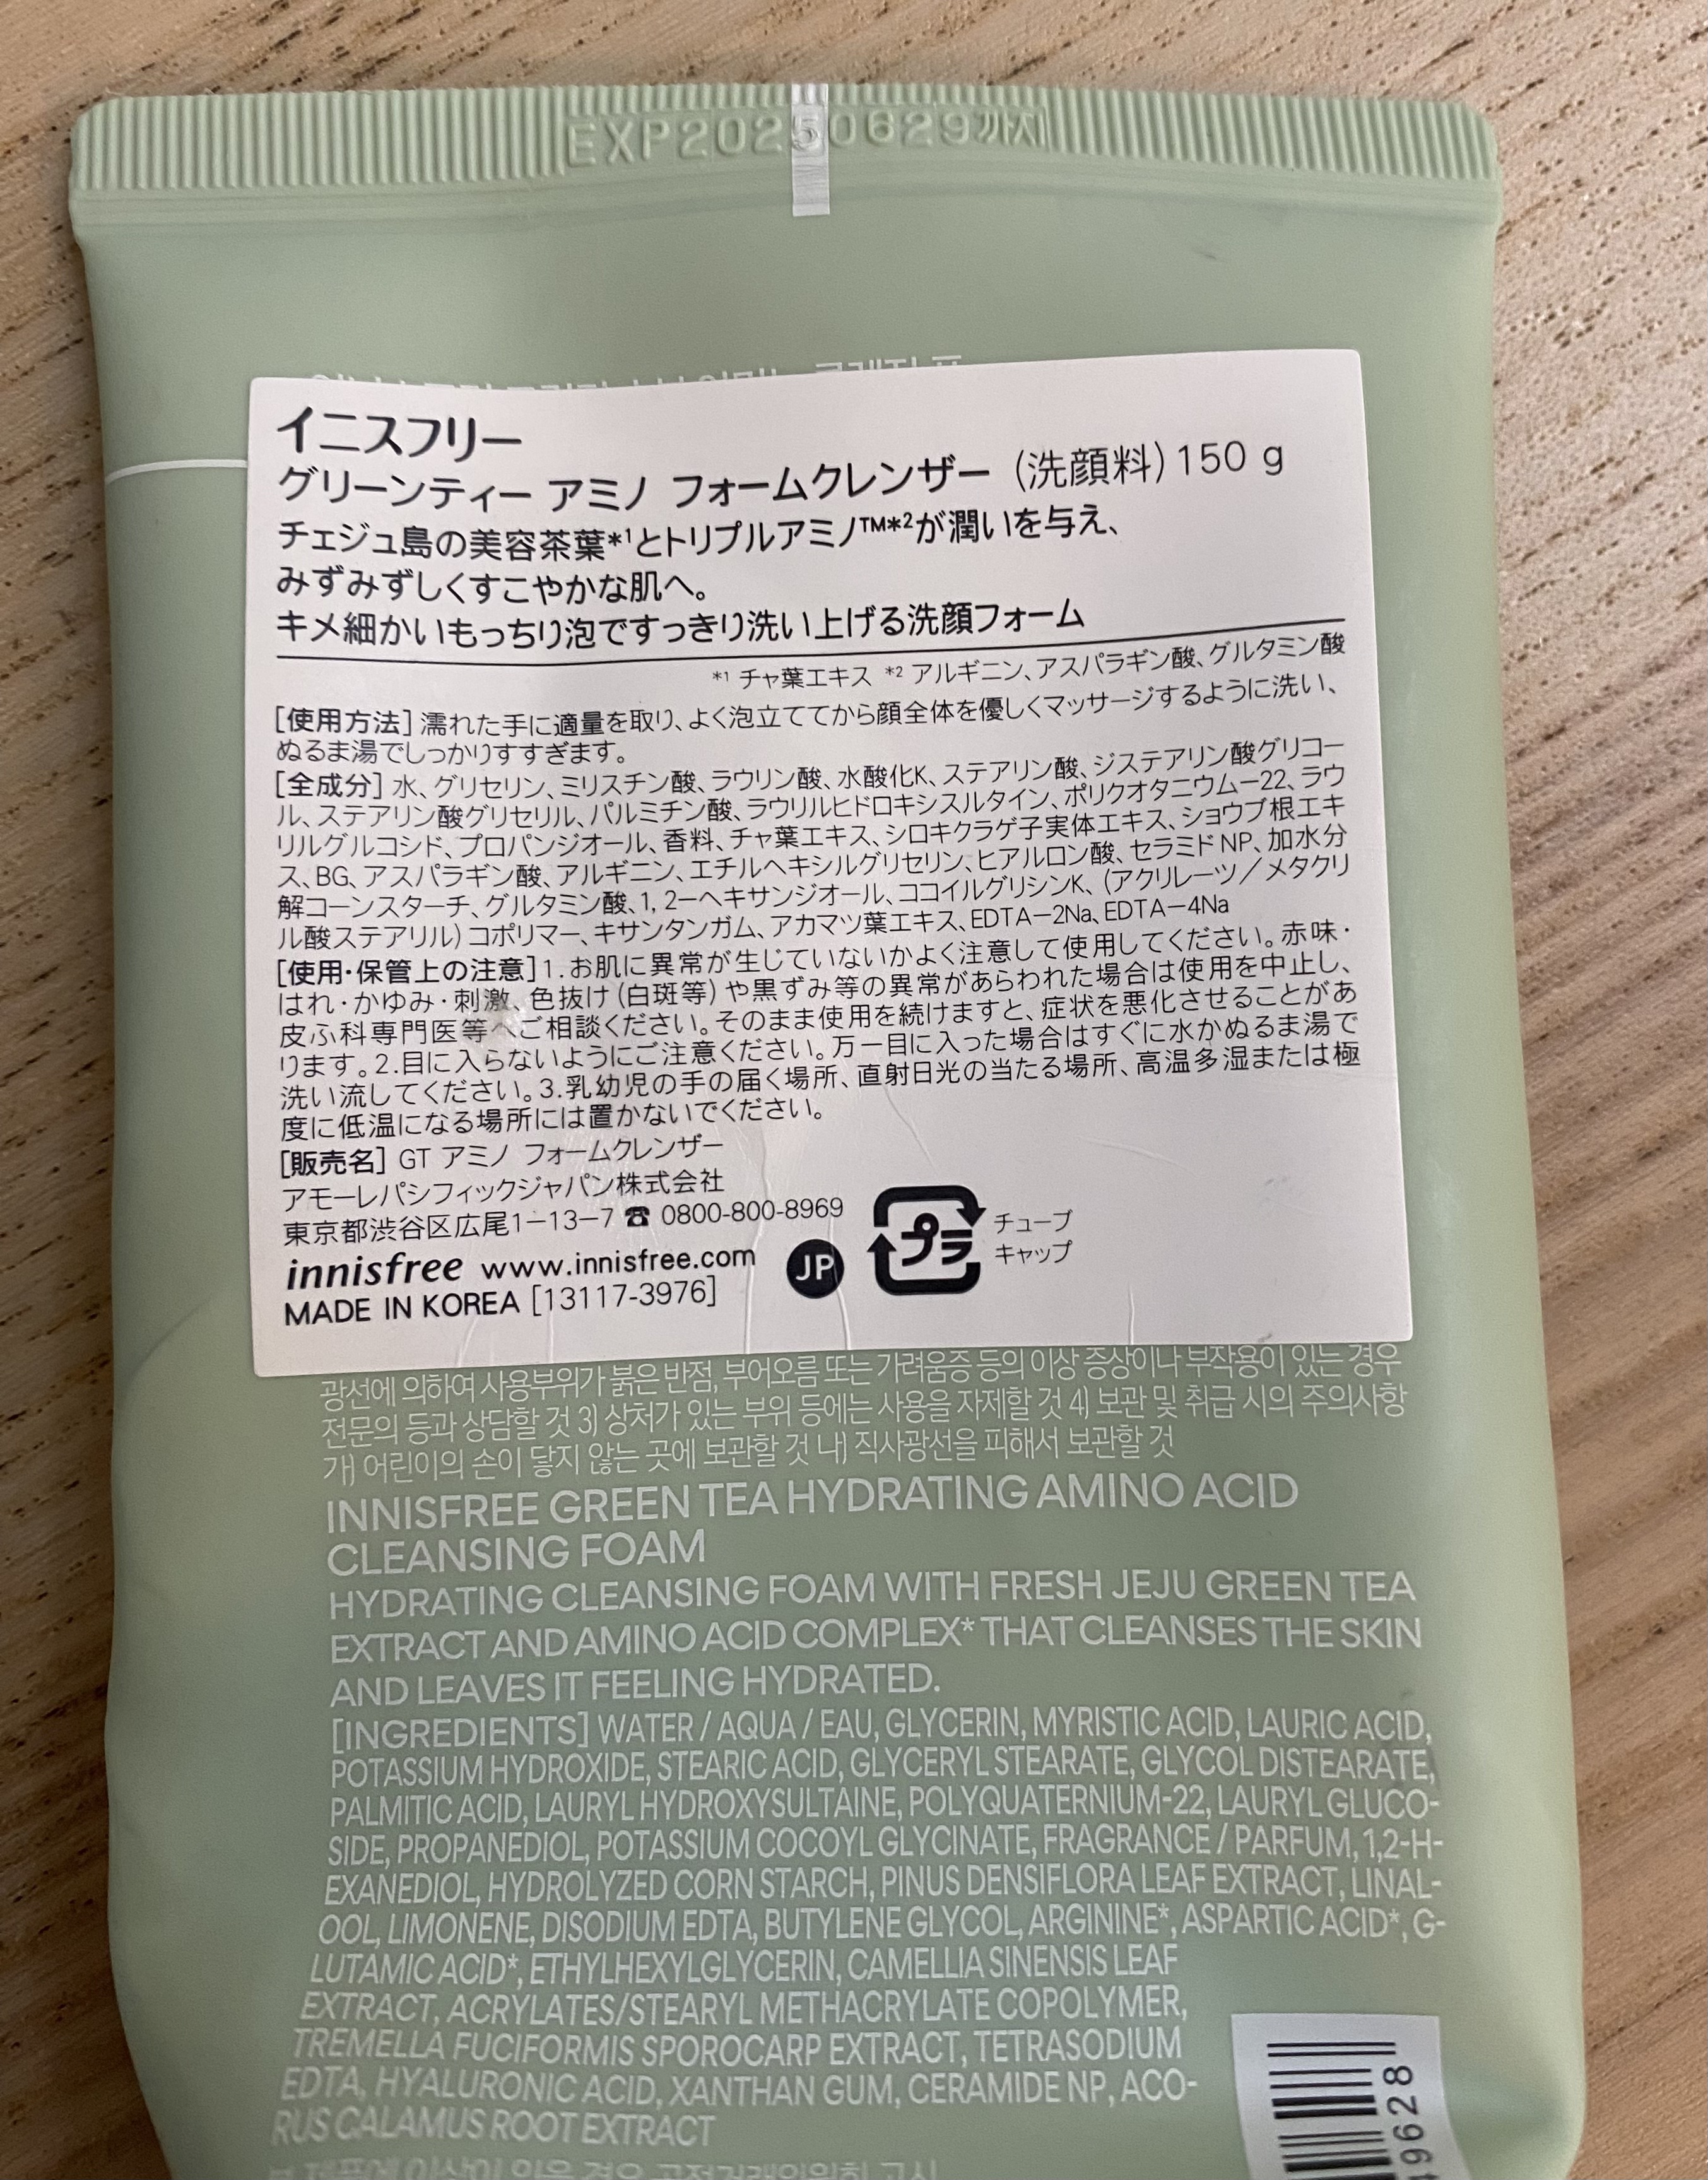 EXP20250629까지
イニスフリー
グリーンティー アミノ フォームクレンザー (洗顔料) 150 g
チェジュ島の美容茶葉*1とトリプルアミノ™*2が潤いを与え、
みずみずしくすこやかな肌へ。
キメ細かいもっちり泡ですっきり洗い上げる洗顔フォーム
*1 チャ葉エキス *2 アルギニン、アスパラギン酸、グルタミン酸
[使用方法] 濡れた手に適量を取り、よく泡立ててから顔全体を優しくマッサージするように洗い、
ぬるま湯でしっかりすすぎます。
[全成分] 水、グリセリン、ミリスチン酸、ラウリン酸、水酸化K、ステアリン酸、ジステアリン酸グリコー
ル、ステアリン酸グリセリル、パルミチン酸、ラウリルヒドロキシスルタイン、ポリクオタニウム－22、ラウ
リルグルコシド、プロパンジオール、香料、チャ葉エキス、シロキクラゲ子実体エキス、ショウブ根エキ
ス、BG、アスパラギン酸、アルギニン、エチルヘキシルグリセリン、ヒアルロン酸、セラミドNP、加水分
解コーンスターチ、グルタミン酸、1, 2－ヘキサンジオール、ココイルグリシンK、(アクリレーツ／メタクリ
ル酸ステアリル) コポリマー、キサンタンガム、アカマツ葉エキス、EDTA－2Na、EDTA－4Na
[使用・保管上の注意] 1. お肌に異常が生じていないかよく注意して使用してください。赤味・
はれ・かゆみ・刺激、色抜け (白斑等) や黒ずみ等の異常があらわれた場合は使用を中止し、
皮ふ科専門医等へご相談ください。そのまま使用を続けますと、症状を悪化させることがあ
ります。2. 目に入らないようにご注意ください。万一目に入った場合はすぐに水かぬるま湯で
洗い流してください。3. 乳幼児の手の届く場所、直射日光の当たる場所、高温多湿または極
度に低温になる場所には置かないでください。
[販売名] GT アミノ フォームクレンザー
アモーレパシフィックジャパン株式会社
東京都渋谷区広尾1－13－7 ☎ 0800-800-8969
innisfree www.innisfree.com
MADE IN KOREA [13117-3976]
JP
プラ
チューブ
キャップ
광선에 의하여 사용부위가 붉은 반점, 부어오름 또는 가려움증 등의 이상 증상이나 부작용이 있는 경우
전문의 등과 상담할 것 3) 상처가 있는 부위 등에는 사용을 자제할 것 4) 보관 및 취급 시의 주의사항
가) 어린이의 손이 닿지 않는 곳에 보관할 것 나) 직사광선을 피해서 보관할 것
INNISFREE GREEN TEA HYDRATING AMINO ACID
CLEANSING FOAM
HYDRATING CLEANSING FOAM WITH FRESH JEJU GREEN TEA
EXTRACT AND AMINO ACID COMPLEX* THAT CLEANSES THE SKIN
AND LEAVES IT FEELING HYDRATED.
[INGREDIENTS] WATER / AQUA / EAU, GLYCERIN, MYRISTIC ACID, LAURIC ACID,
POTASSIUM HYDROXIDE, STEARIC ACID, GLYCERYL STEARATE, GLYCOL DISTEARATE,
PALMITIC ACID, LAURYL HYDROXYSULTAINE, POLYQUATERNIUM-22, LAURYL GLUCO-
SIDE, PROPANEDIOL, POTASSIUM COCOYL GLYCINATE, FRAGRANCE / PARFUM, 1,2-H-
EXANEDIOL, HYDROLYZED CORN STARCH, PINUS DENSIFLORA LEAF EXTRACT, LINAL-
OOL, LIMONENE, DISODIUM EDTA, BUTYLENE GLYCOL, ARGININE*, ASPARTIC ACID*, G-
LUTAMIC ACID*, ETHYLHEXYLGLYCERIN, CAMELLIA SINENSIS LEAF
EXTRACT, ACRYLATES/STEARYL METHACRYLATE COPOLYMER,
TREMELLA FUCIFORMIS SPOROCARP EXTRACT, TETRASODIUM
EDTA, HYALURONIC ACID, XANTHAN GUM, CERAMIDE NP, ACO-
RUS CALAMUS ROOT EXTRACT
9628